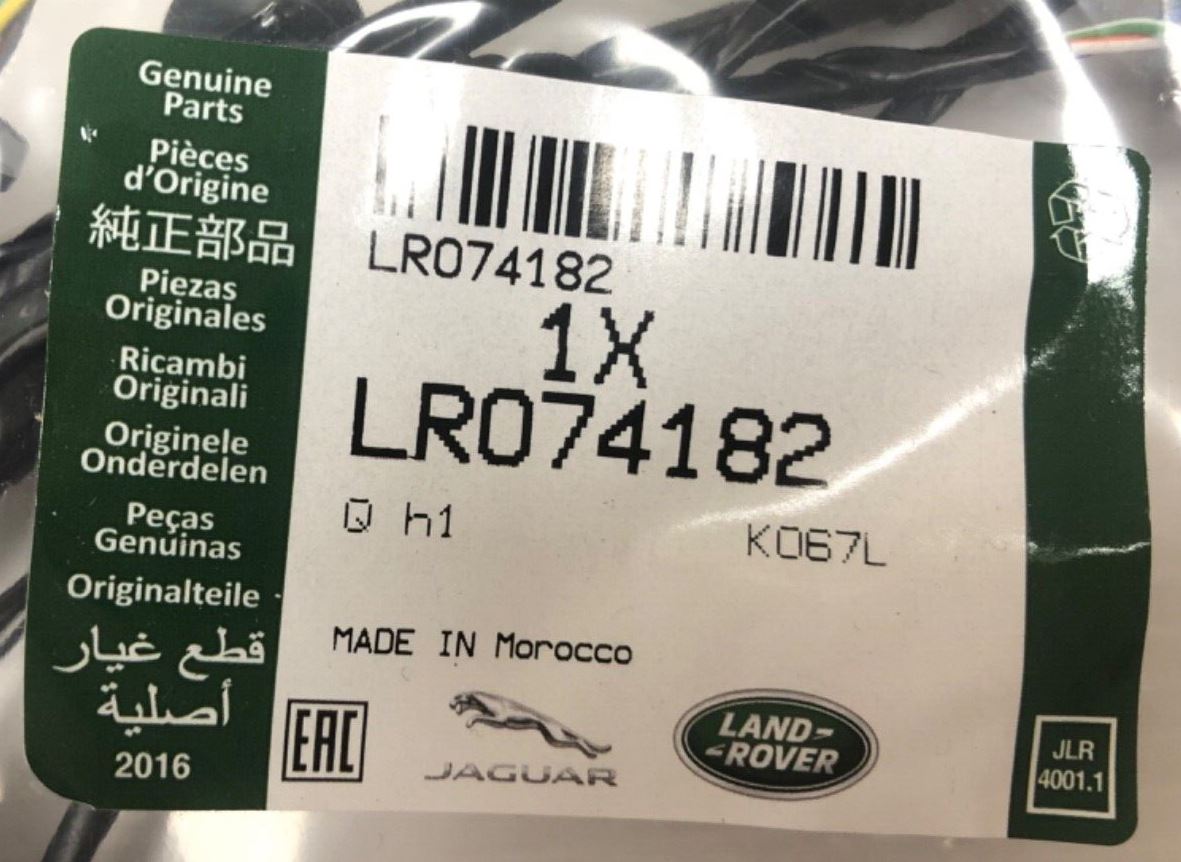 Genuine
Parts
Pièces
d'Origine
純正部品
Piezas
Originales
Ricambi
Originali
Originele
Onderdelen
Peças
Genuinas
Originalteile
قطع غيار
أصلية
2016
LR074182
1X
LR074182
Q h1
K067L
MADE IN Morocco
EAC
JAGUAR
LAND-
-ROVER
JLR
4001.1